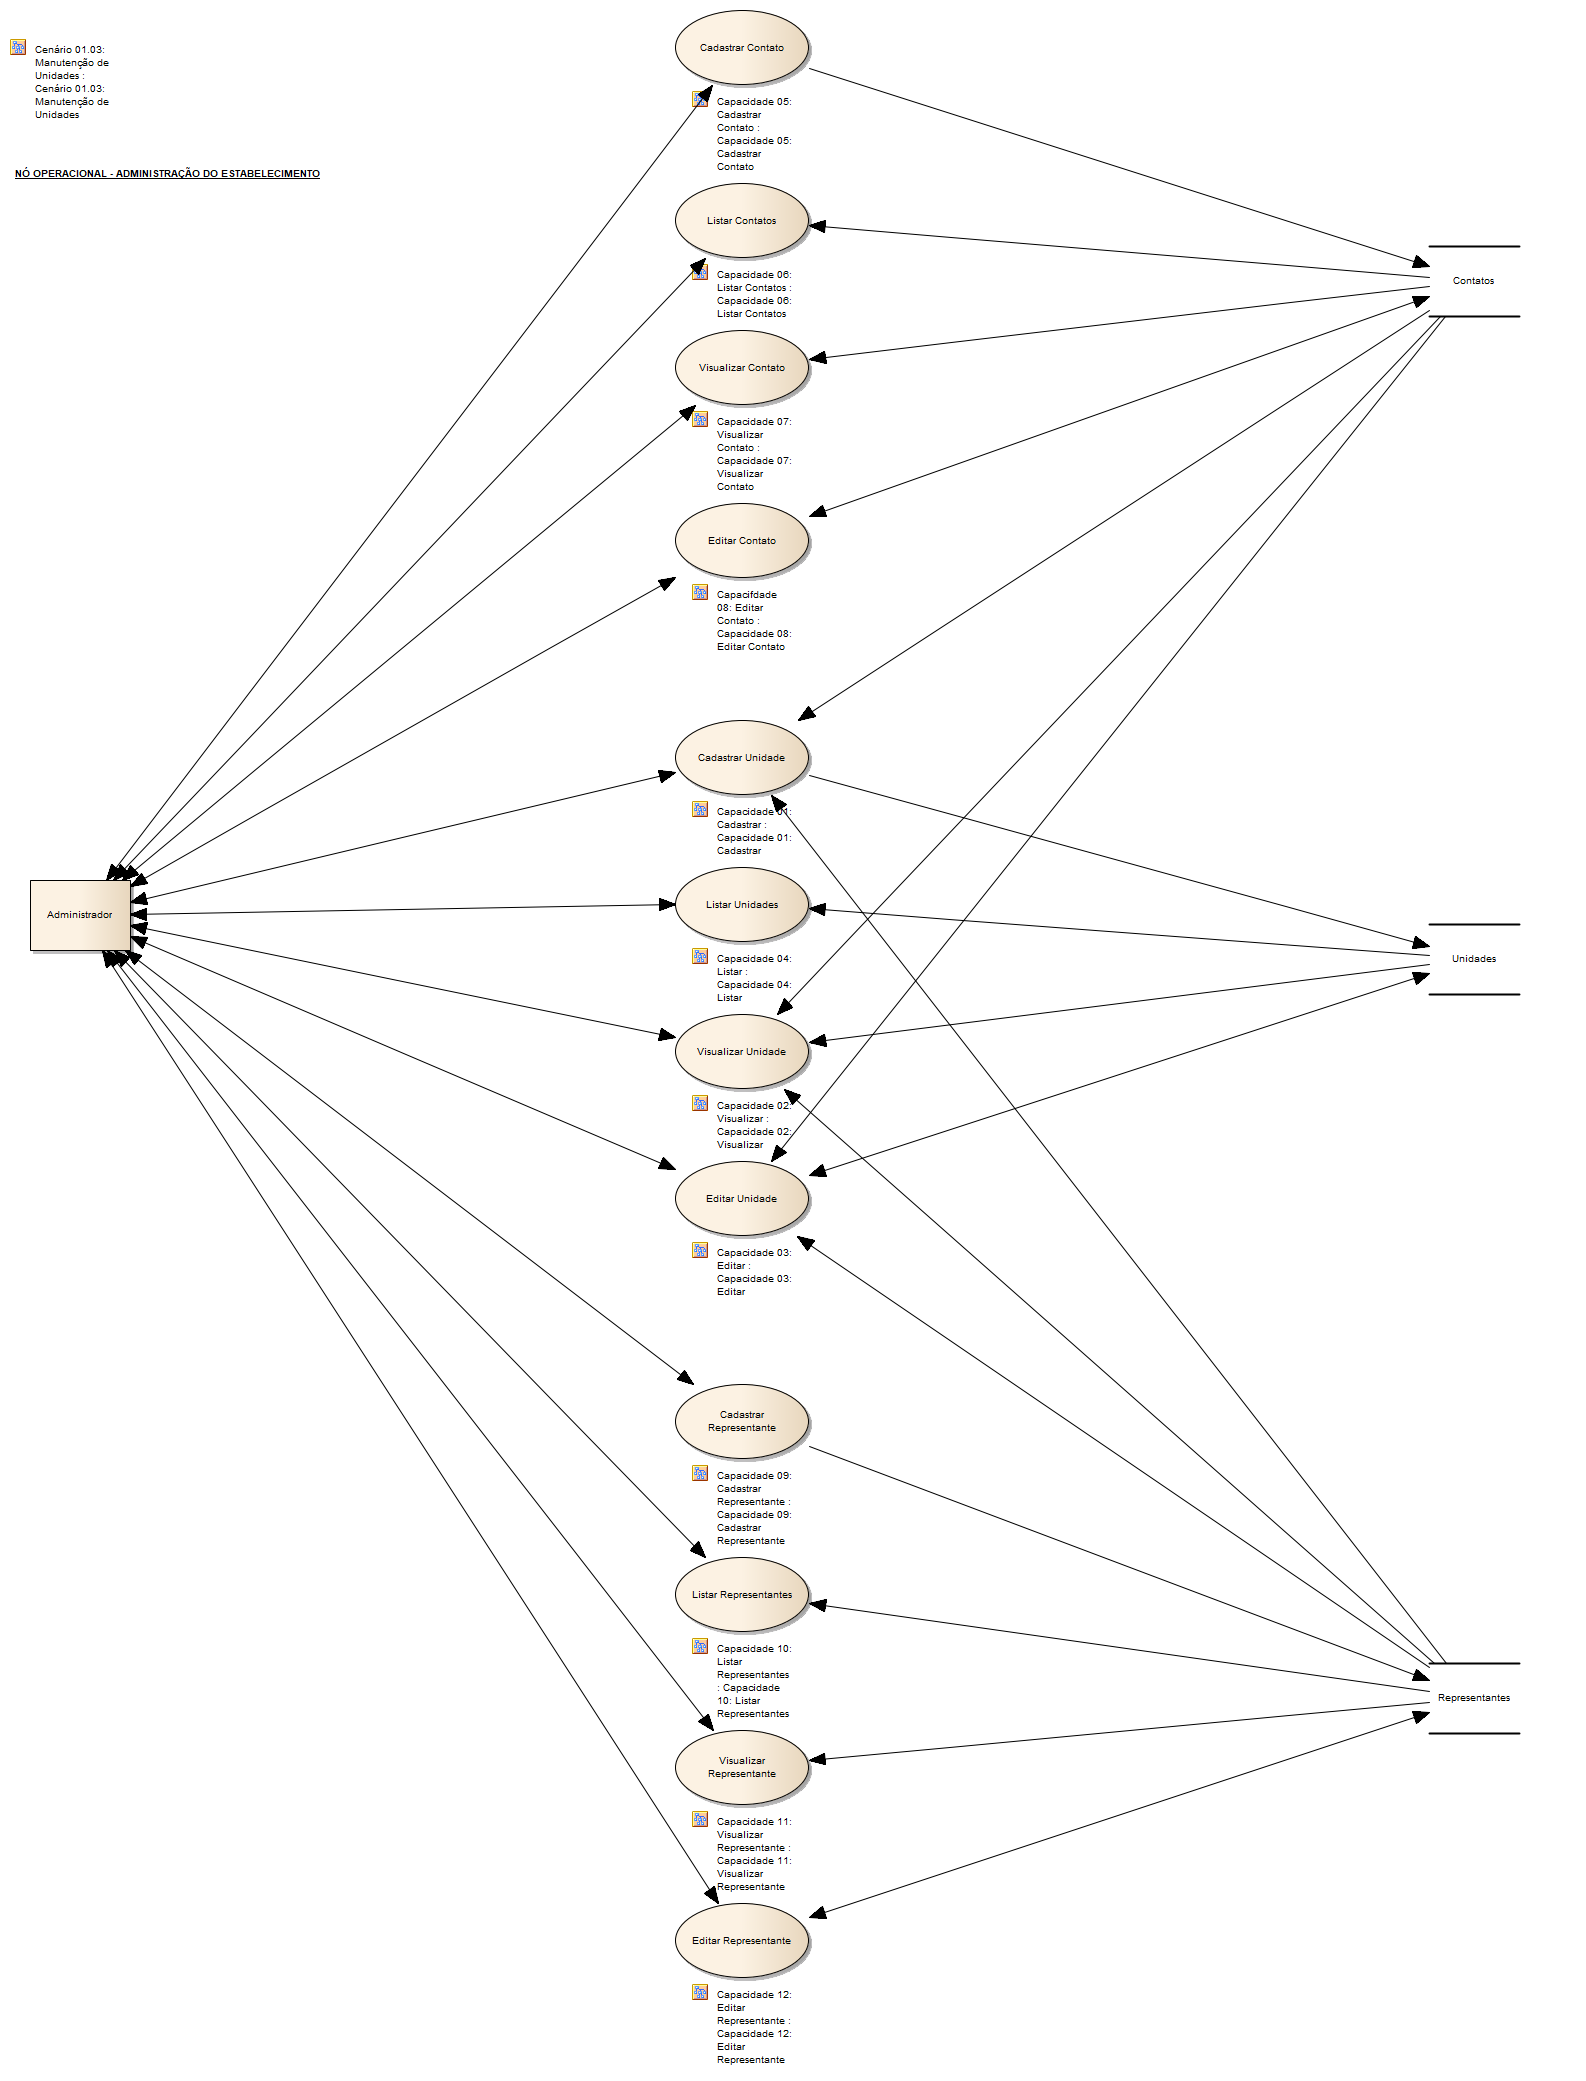 Cenário 01.03:
Manutenção de
Unidades :
Cenário 01.03:
Manutenção de
Unidades
NÓ OPERACIONAL - ADMINISTRAÇÃO DO ESTABELECIMENTO
Cadastrar Contato
Capacidade 05:
Cadastrar
Contato :
Capacidade 05:
Cadastrar
Contato
Listar Contatos
Capacidade 06:
Listar Contatos :
Capacidade 06:
Listar Contatos
Contatos
Visualizar Contato
Capacidade 07:
Visualizar
Contato :
Capacidade 07:
Visualizar
Contato
Editar Contato
Capacifdade
08: Editar
Contato :
Capacidade 08:
Editar Contato
Cadastrar Unidade
Capacidade 01:
Cadastrar :
Capacidade 01:
Cadastrar
Administrador
Listar Unidades
Capacidade 04:
Listar :
Capacidade 04:
Listar
Unidades
Visualizar Unidade
Capacidade 02:
Visualizar :
Capacidade 02:
Visualizar
Editar Unidade
Capacidade 03:
Editar :
Capacidade 03:
Editar
Cadastrar
Representante
Capacidade 09:
Cadastrar
Representante :
Capacidade 09:
Cadastrar
Representante
Listar Representantes
Capacidade 10:
Listar
Representantes
: Capacidade
10: Listar
Representantes
Representantes
Visualizar
Representante
Capacidade 11:
Visualizar
Representante :
Capacidade 11:
Visualizar
Representante
Editar Representante
Capacidade 12:
Editar
Representante :
Capacidade 12:
Editar
Representante